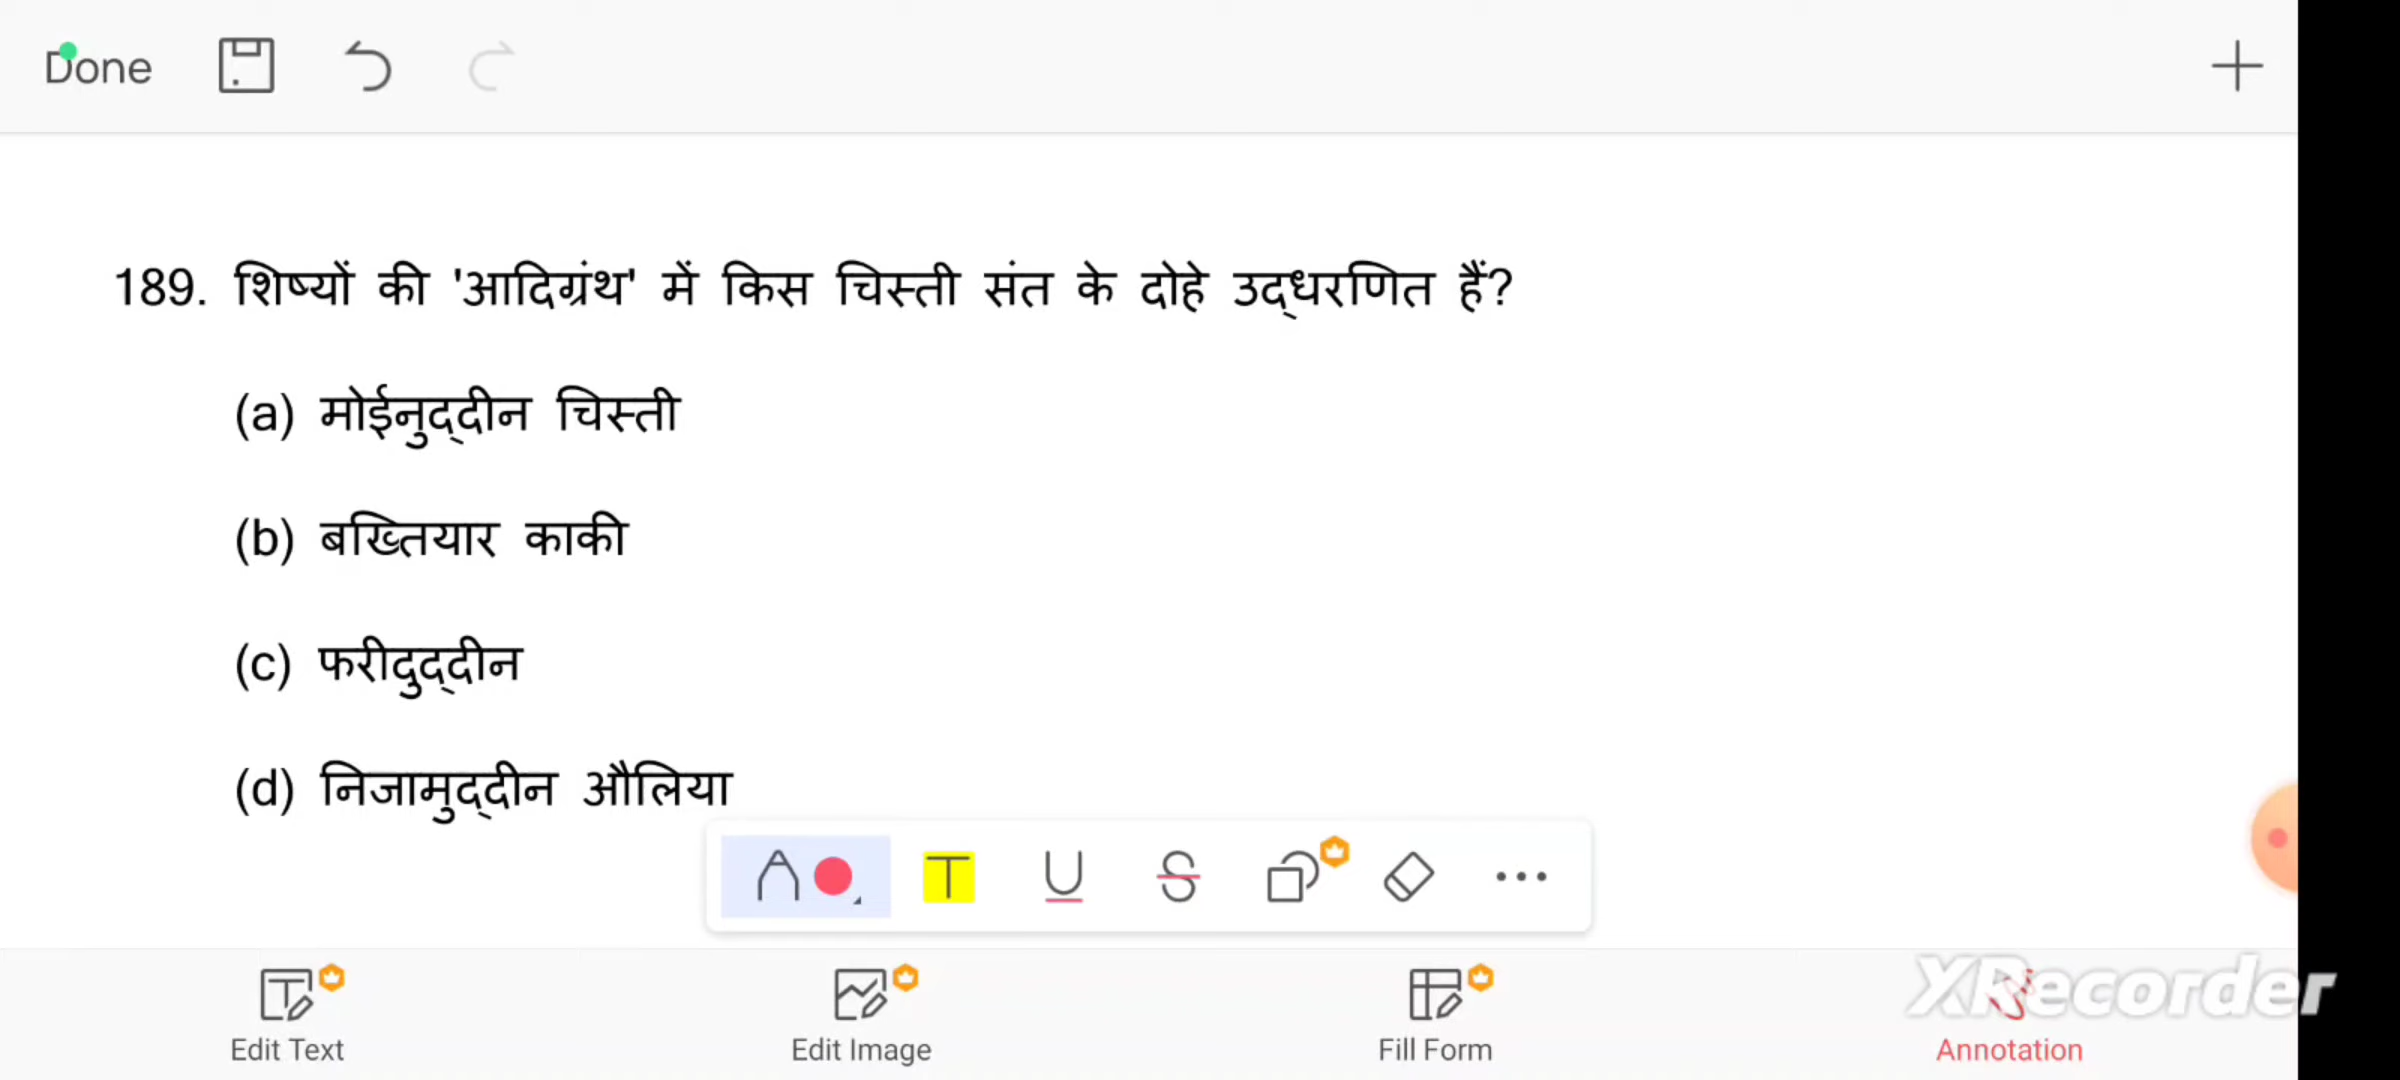 Done
189. शिष्यों की 'आदिग्रंथ' में किस चिस्ती संत के दोहे उद्धरणित हैं?
(a) मोईनुद्दीन चिस्ती
(b) बख्तियार काकी
(c) फरीदुद्दीन
(d) निजामुद्दीन औलिया
Edit Text
Edit Image
Fill Form
Annotation
XRecorder